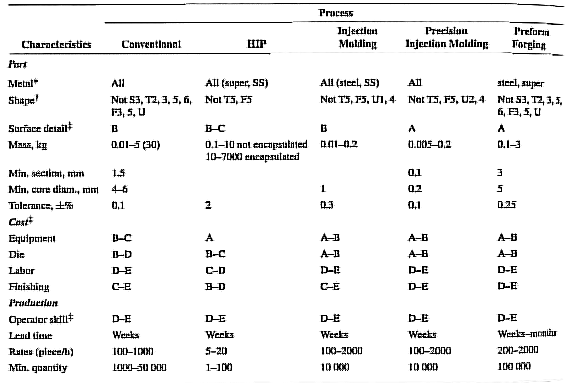 Process
Injection Precision Preform
Characteristics Conventional HIP Molding Injection Molding Forging
Part
Metal* All All (super, SS) All (steel, SS) All steel, super
Shape† Not S3, T2, 3, 5, 6, Not T5, F5 Not T5, F5, U1, 4 Not T5, F5, U2, 4 Not S3, T2, 3, 5,
F3, 5, U 6, F3, 5, U
Surface detail‡ B B–C B A A
Mass, kg 0.01–5 (30) 0.1–10 not encapsulated 0.01–0.2 0.005–0.2 0.1–3
10–7000 encapsulated
Min. section, mm 1.5 0.1 3
Min. core diam., mm 4–6 1 0.2 5
Tolerance, ±% 0.1 2 0.3 0.1 0.25
Cost‡
Equipment B–C A A–B A–B A–B
Die B–D B–C A–B A–B A–B
Labor D–E C–D D–E D–E D–E
Finishing C–E B–D C–E D–E D–E
Production
Operator skill‡ D–E D–E D–E D–E D–E
Lead time Weeks Weeks Weeks Weeks Weeks–months
Rates (piece/h) 100–1000 5–20 100–2000 100–2000 200–2000
Min. quantity 1000–50 000 1–100 10 000 10 000 100 000